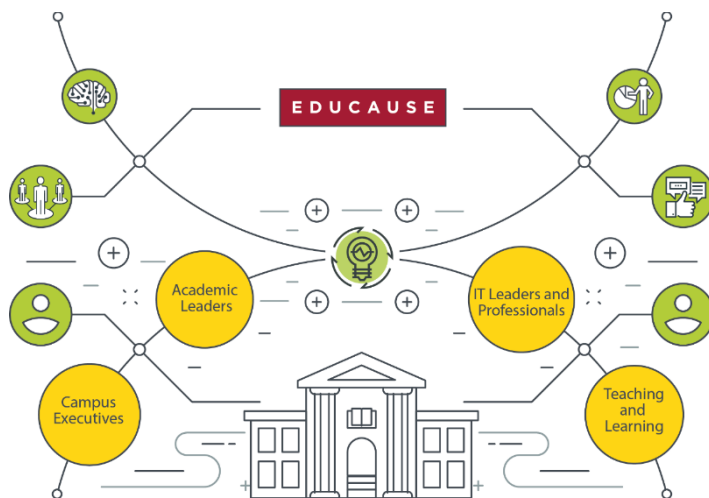 EDUCAUSE
Academic
Leaders
IT Leaders and
Professionals
Campus
Executives
Teaching
and
Learning